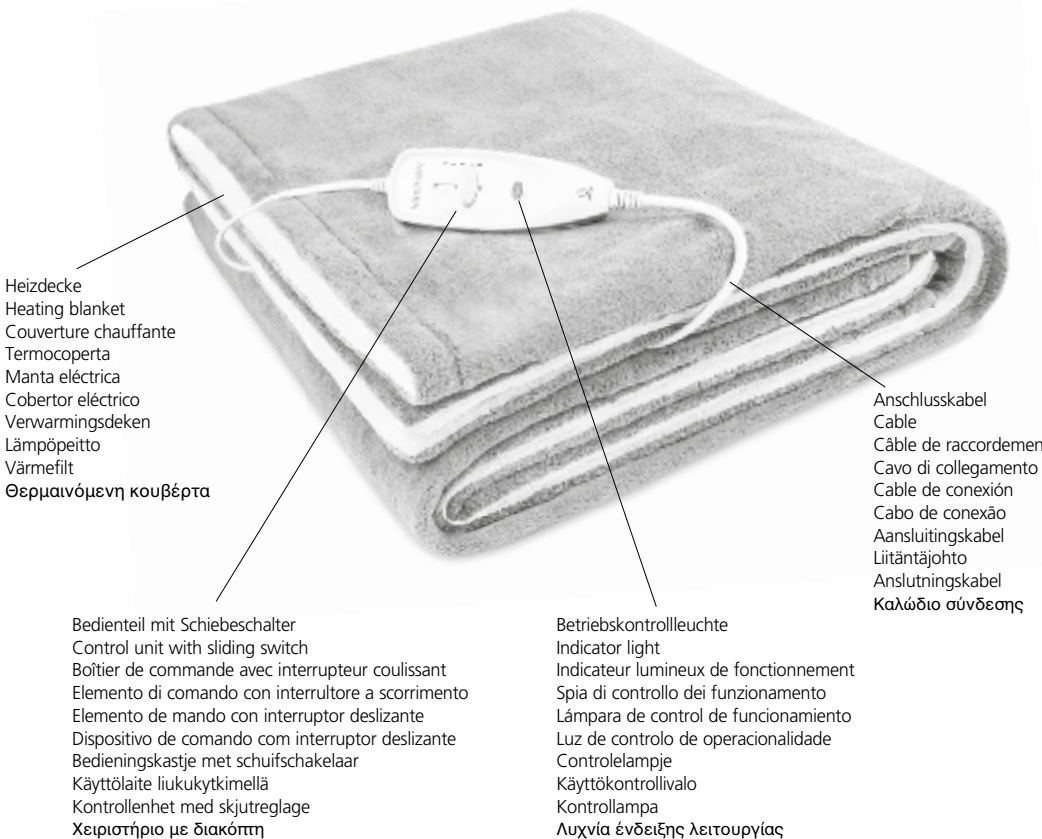 Heizdecke
Heating blanket
Couverture chauffante
Termocoperta
Manta eléctrica
Cobertor eléctrico
Verwarmingsdeken
Lämpöpeitto
Värmefilt
Θερμαινόμενη κουβέρτα
Anschlusskabel
Cable
Câble de raccordemen
Cavo di collegamento
Cable de conexión
Cabo de conexão
Aansluitingskabel
Liitäntäjohto
Anslutningskabel
Καλώδιο σύνδεσης
Bedienteil mit Schiebeschalter
Control unit with sliding switch
Boîtier de commande avec interrupteur coulissant
Elemento di comando con interrultore a scorrimento
Elemento de mando con interruptor deslizante
Dispositivo de comando com interruptor deslizante
Bedieningskastje met schuifschakelaar
Käyttölaite liukukytkimellä
Kontrollenhet med skjutreglage
Χειριστήριο με διακόπτη
Betriebskontrollleuchte
Indicator light
Indicateur lumineux de fonctionnement
Spia di controllo dei funzionamento
Lámpara de control de funcionamiento
Luz de controlo de operacionalidade
Controlelampje
Käyttökontrollivalo
Kontrollampa
Λυχνία ένδειξης λειτουργίας